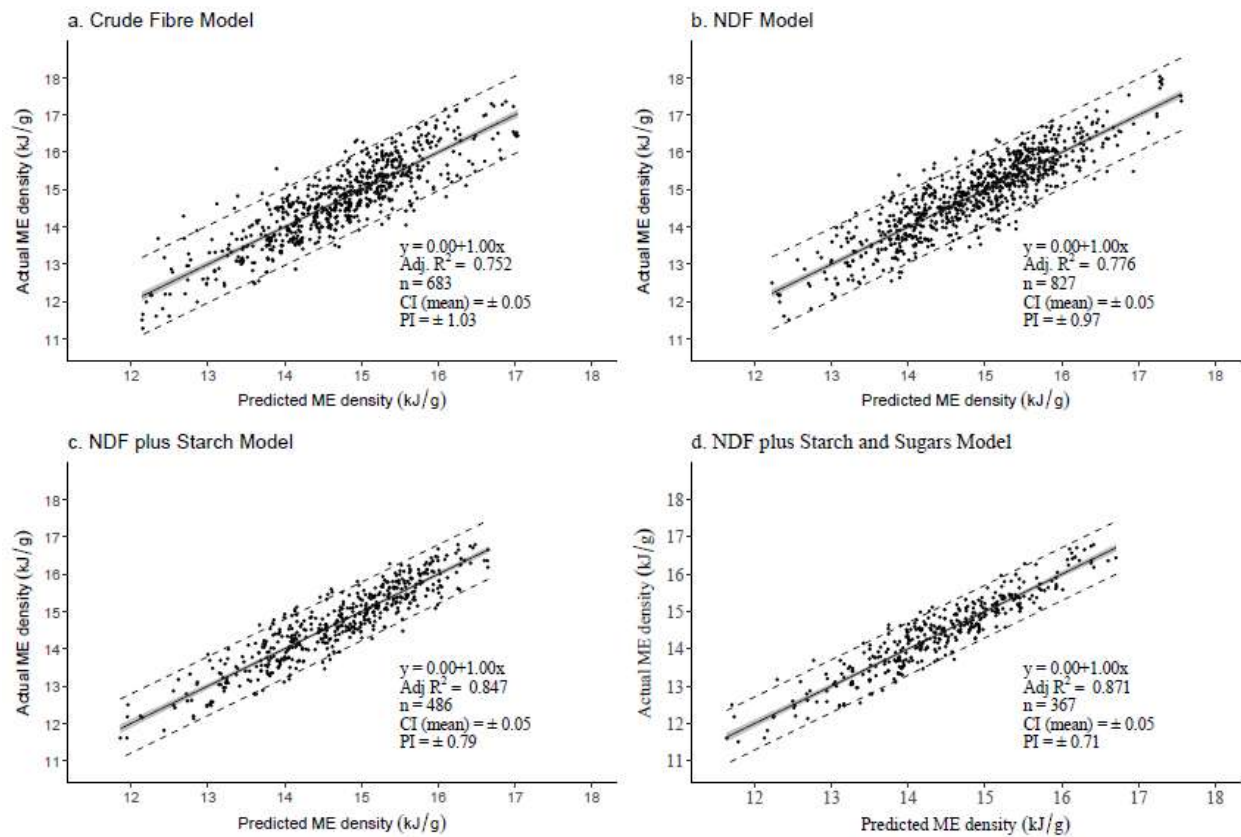 a. Crude Fibre Model
Actual ME density (kJ/g)
18
17
16
15
14
13
12
11
y = 0.00+1.00x
Adj. R² = 0.752
n = 683
CI (mean) = ± 0.05
PI = ± 1.03
12 13 14 15 16 17 18
Predicted ME density (kJ/g)
b. NDF Model
Actual ME density (kJ/g)
18
17
16
15
14
13
12
11
y = 0.00+1.00x
Adj. R² = 0.776
n = 827
CI (mean) = ± 0.05
PI = ± 0.97
12 13 14 15 16 17 18
Predicted ME density (kJ/g)
c. NDF plus Starch Model
Actual ME density (kJ/g)
18
17
16
15
14
13
12
11
y = 0.00+1.00x
Adj R² = 0.847
n = 486
CI (mean) = ± 0.05
PI = ± 0.79
12 13 14 15 16 17 18
Predicted ME density (kJ/g)
d. NDF plus Starch and Sugars Model
Actual ME density (kJ/g)
18
17
16
15
14
13
12
11
y = 0.00+1.00x
Adj R² = 0.871
n = 367
CI (mean) = ± 0.05
PI = ± 0.71
12 13 14 15 16 17 18
Predicted ME density (kJ/g)